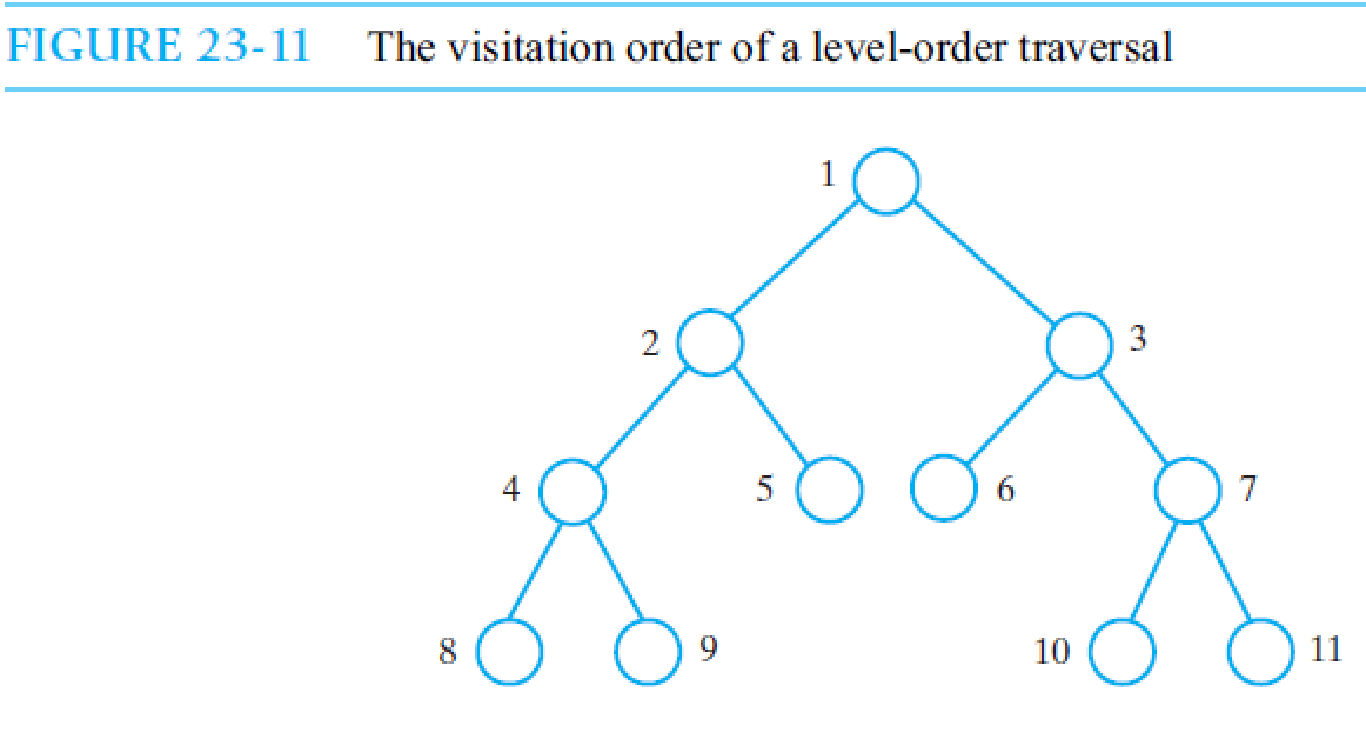 FIGURE 23-11 The visitation order of a level-order traversal
1
2 3
4 5 6 7
8 9 10 11